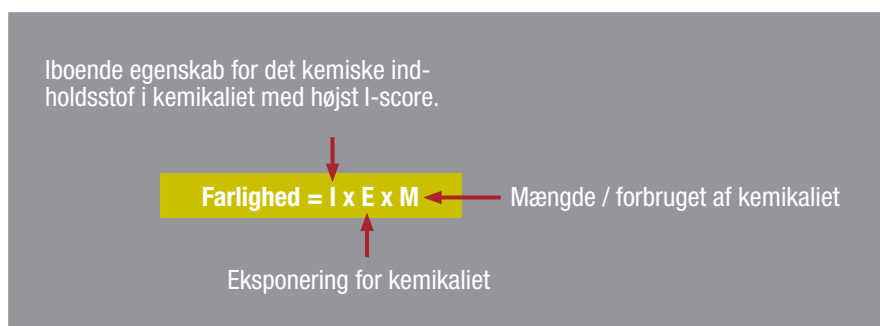 Iboende egenskab for det kemiske ind-
holdsstof i kemikaliet med højst I-score.
Farlighed = I x E x M
Mængde / forbruget af kemikaliet
Eksponering for kemikaliet